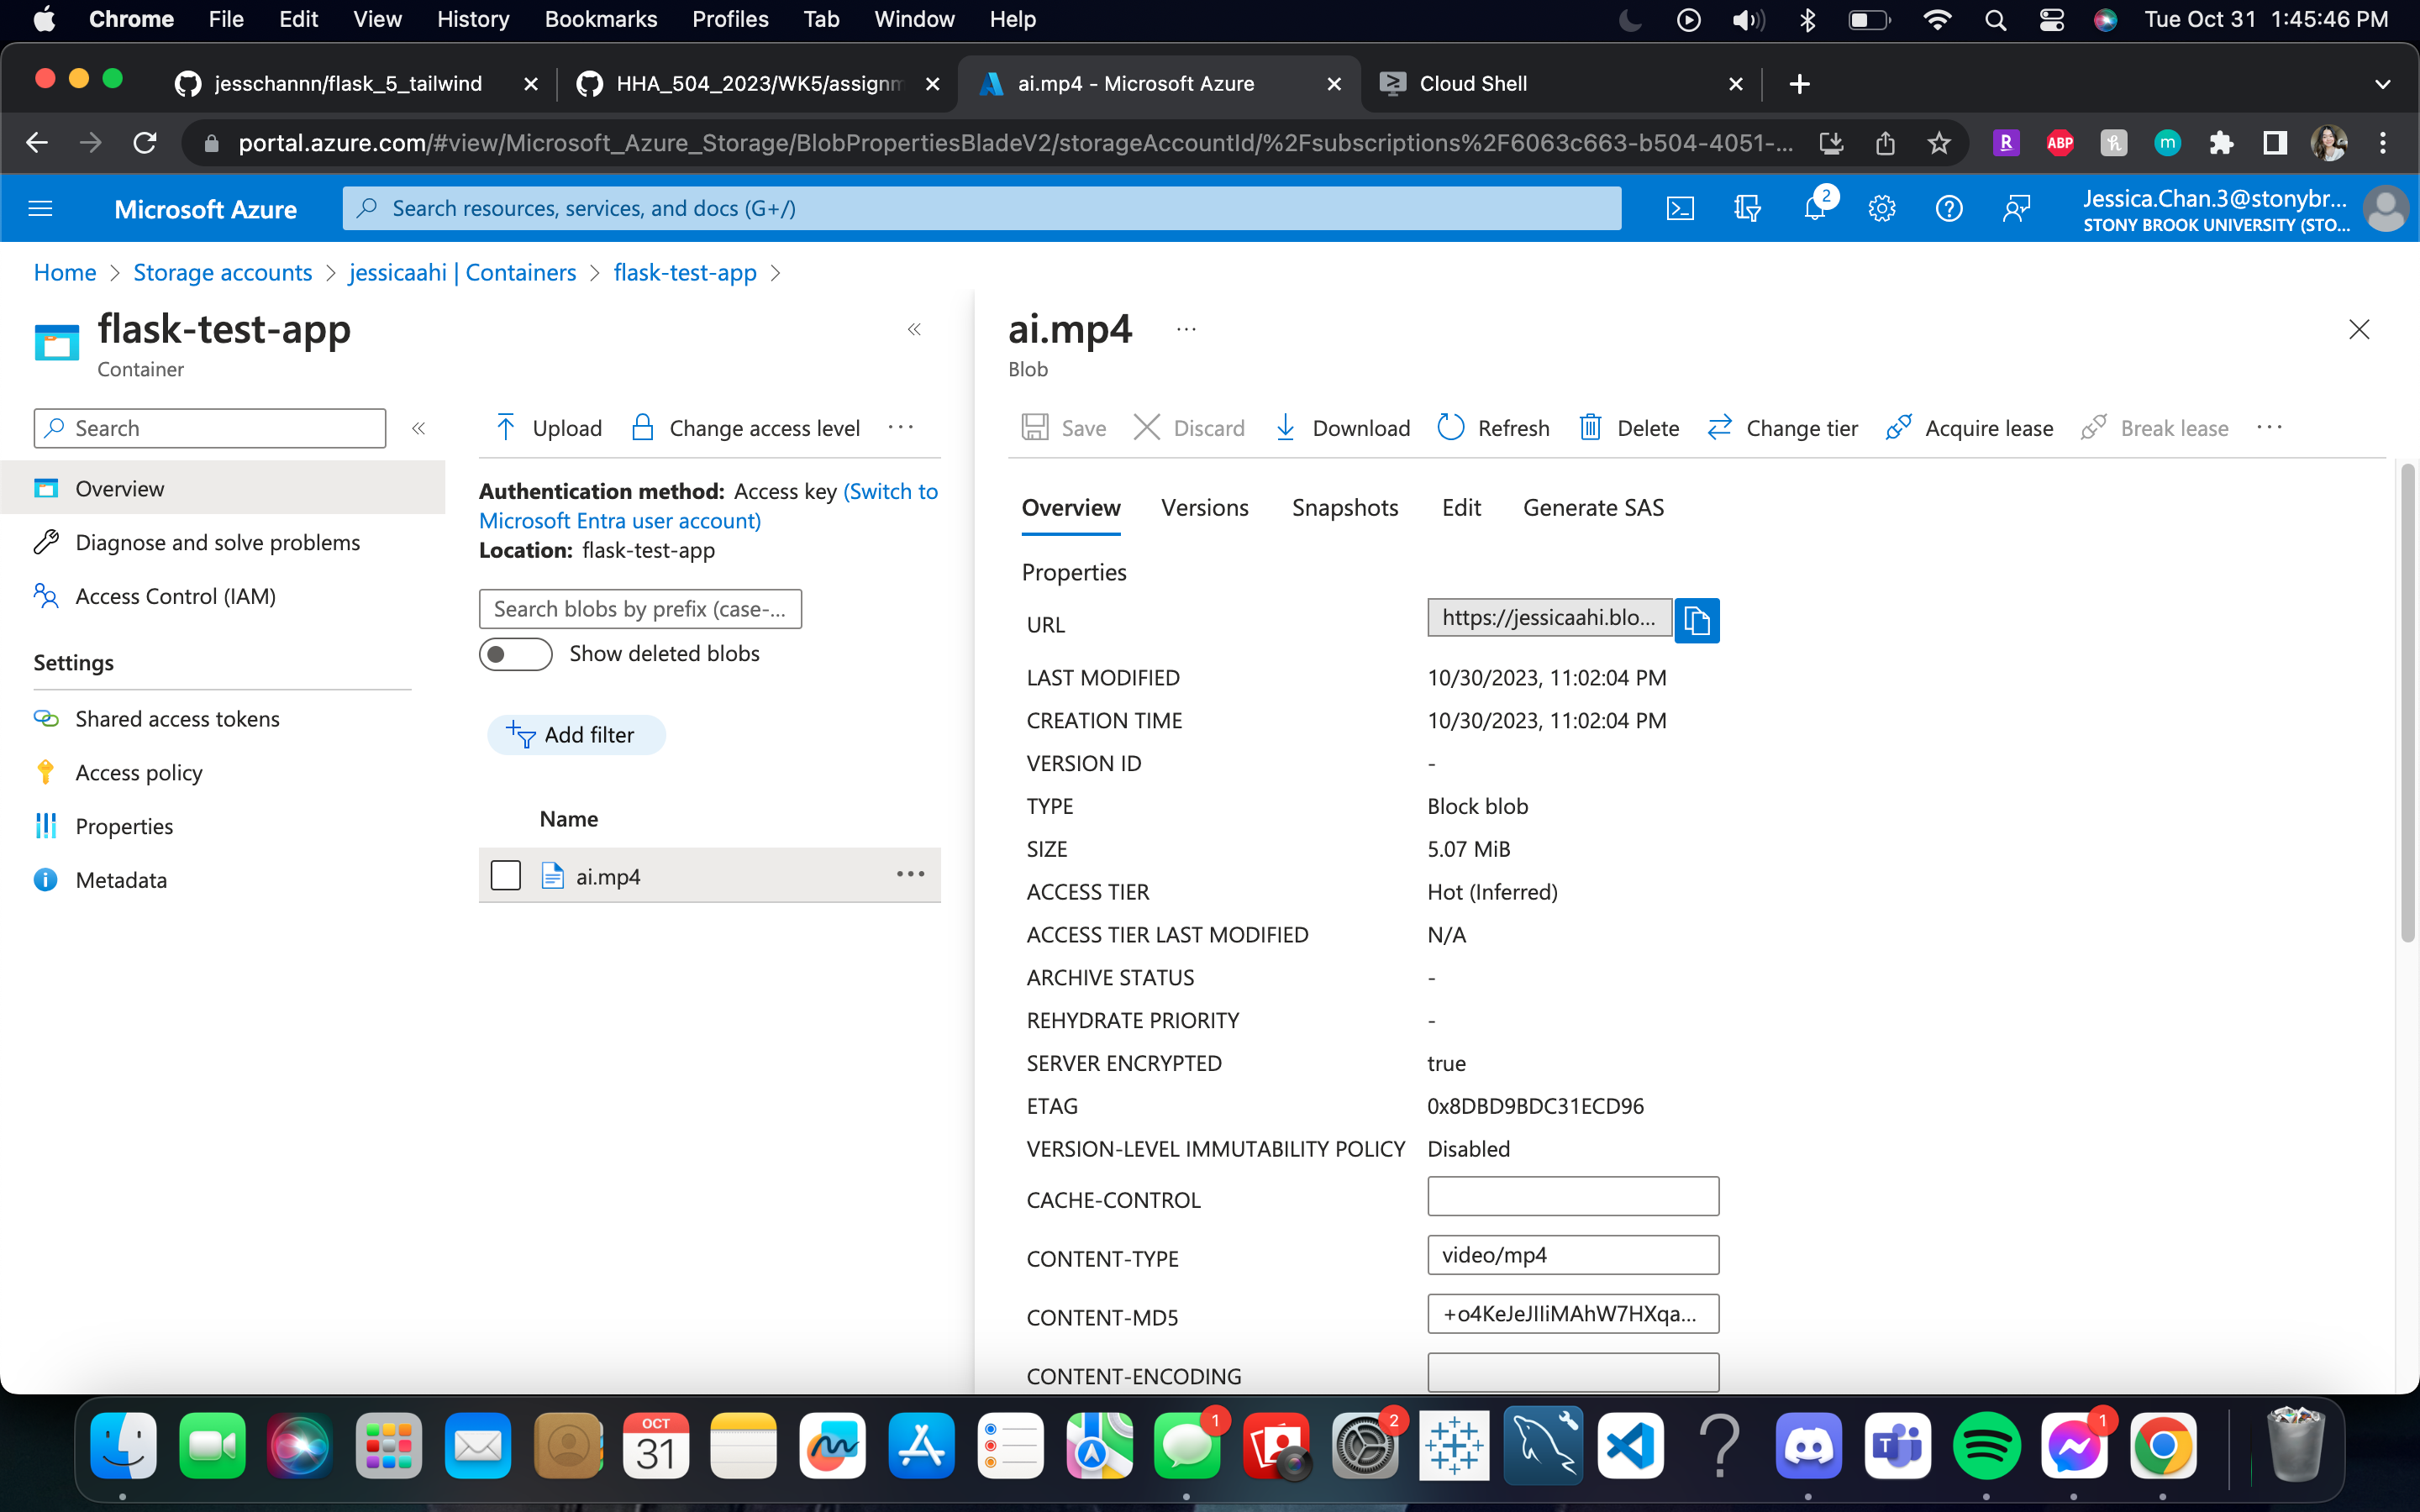 Chrome File Edit View History Bookmarks Profiles Tab Window Help Tue Oct 31 1:45:46 PM
jesschannn/flask_5_tailwind HHA_504_2023/WK5/assignm ai.mp4 - Microsoft Azure Cloud Shell
portal.azure.com/#view/Microsoft_Azure_Storage/BlobPropertiesBladeV2/storageAccountId/%2Fsubscriptions%2F6063c663-b504-4051-... R ABP h m
Microsoft Azure Search resources, services, and docs (G+/) 2 Jessica.Chan.3@stonybr...
STONY BROOK UNIVERSITY (STO...
Home > Storage accounts > jessicaahi | Containers > flask-test-app >
flask-test-app
Container
Search
Overview
Diagnose and solve problems
Access Control (IAM)
Settings
Shared access tokens
Access policy
Properties
Metadata
Upload Change access level ...
Authentication method: Access key (Switch to
Microsoft Entra user account)
Location: flask-test-app
Search blobs by prefix (case-...
Show deleted blobs
Add filter
Name
ai.mp4 ...
ai.mp4 ...
Blob
Save Discard Download Refresh Delete Change tier Acquire lease Break lease ...
Overview Versions Snapshots Edit Generate SAS
Properties
URL https://jessicaahi.blo...
LAST MODIFIED 10/30/2023, 11:02:04 PM
CREATION TIME 10/30/2023, 11:02:04 PM
VERSION ID -
TYPE Block blob
SIZE 5.07 MiB
ACCESS TIER Hot (Inferred)
ACCESS TIER LAST MODIFIED N/A
ARCHIVE STATUS -
REHYDRATE PRIORITY -
SERVER ENCRYPTED true
ETAG 0x8DBD9BDC31ECD96
VERSION-LEVEL IMMUTABILITY POLICY Disabled
CACHE-CONTROL
CONTENT-TYPE video/mp4
CONTENT-MD5
CONTENT-ENCODING
OCT 1 2 1
31 ? T